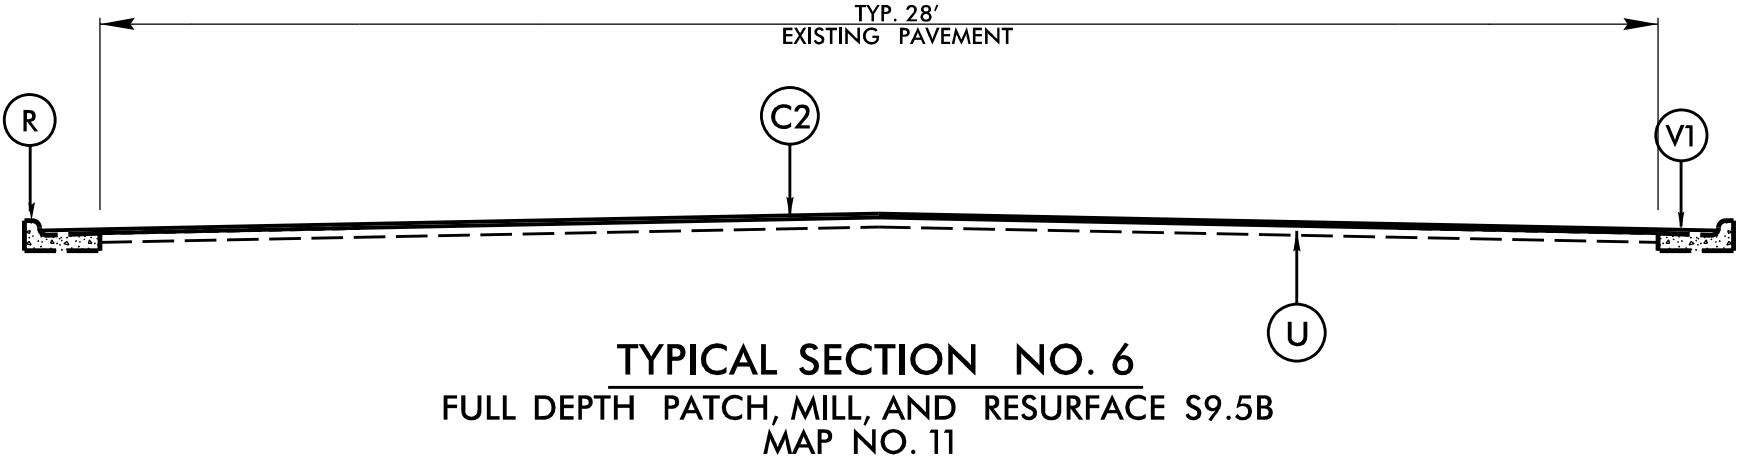 TYP. 28'
EXISTING PAVEMENT
R
C2
V1
U
TYPICAL SECTION NO. 6
FULL DEPTH PATCH, MILL, AND RESURFACE S9.5B
MAP NO. 11